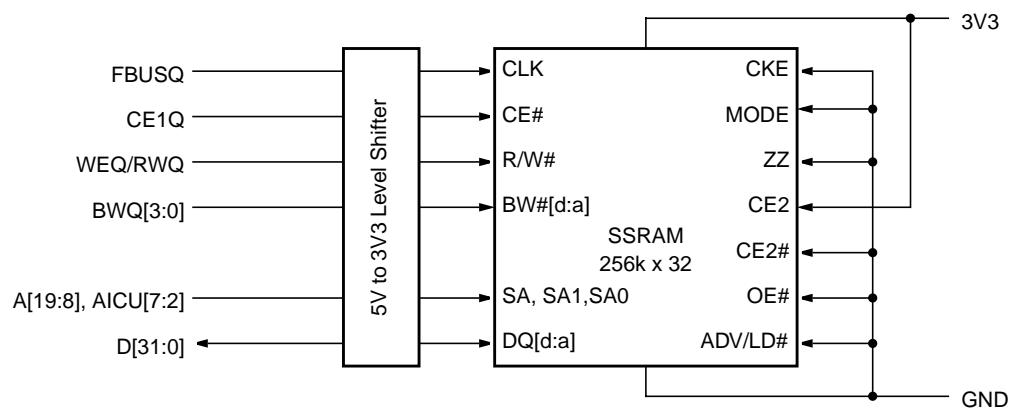 3V3
FBUSQ
CLK
CKE
CE1Q
CE#
MODE
WEQ/RWQ
R/W#
ZZ
BWQ[3:0]
BW#[d:a]
CE2
5V to 3V3 Level Shifter
SSRAM
256k x 32
CE2#
A[19:8], AICU[7:2]
SA, SA1,SA0
OE#
D[31:0]
DQ[d:a]
ADV/LD#
GND